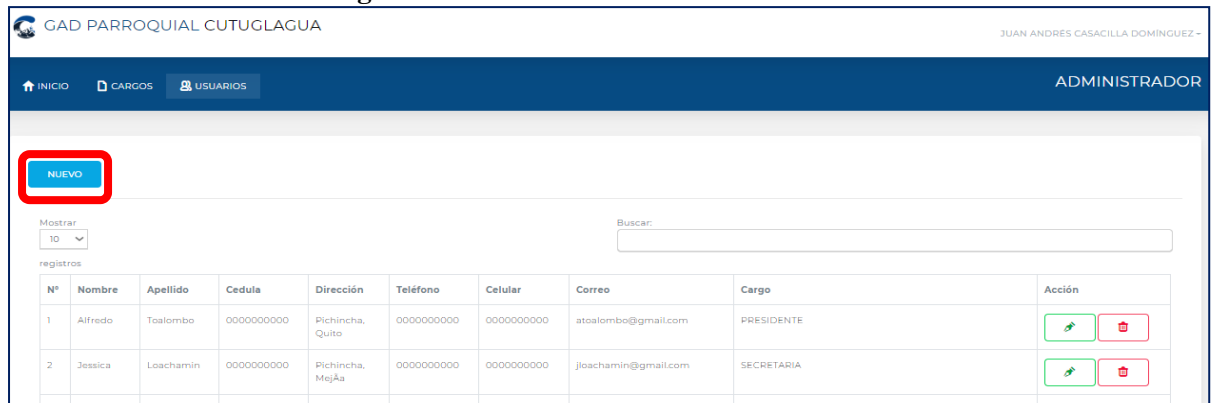 GAD PARROQUIAL CUTUGLAGUA
JUAN ANDRÉS CASACILLA DOMÍNGUEZ
INICIO CARGOS USUARIOS ADMINISTRADOR
NUEVO
Mostrar Buscar:
10
registros
N° Nombre Apellido Cedula Dirección Teléfono Celular Correo Cargo Acción
1 Alfredo Toalombo 0000000000 Pichincha, 0000000000 0000000000 atoalombo@gmail.com PRESIDENTE
Quito
2 Jessica Loachamin 0000000000 Pichincha, 0000000000 0000000000 jloachamin@gmail.com SECRETARIA
MejÃa